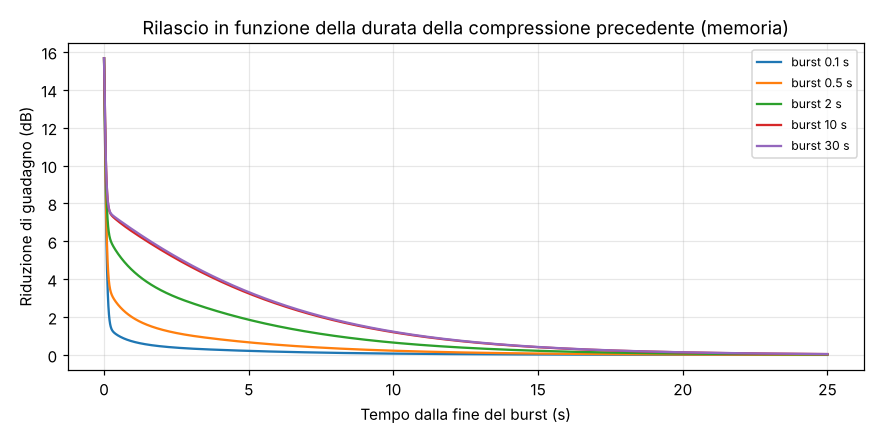 Rilascio in funzione della durata della compressione precedente (memoria)
Riduzione di guadagno (dB)
16
14
12
10
8
6
4
2
0
burst 0.1 s
burst 0.5 s
burst 2 s
burst 10 s
burst 30 s
0
5
10
15
20
25
Tempo dalla fine del burst (s)